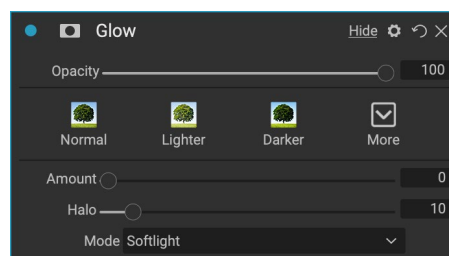 Glow Hide
Opacity 100
Normal Lighter Darker More
Amount 0
Halo 10
Mode Softlight